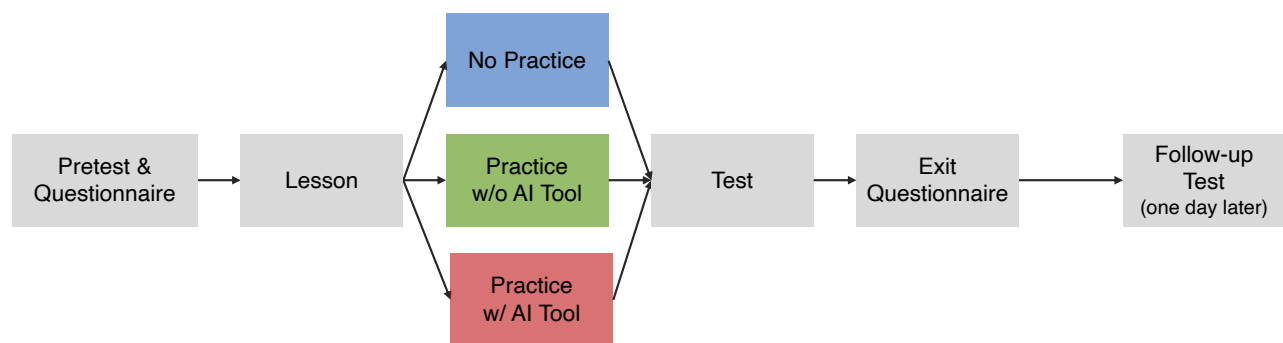 Pretest &
Questionnaire
Lesson
No Practice
Practice
w/o AI Tool
Practice
w/ AI Tool
Test
Exit
Questionnaire
Follow-up
Test
(one day later)